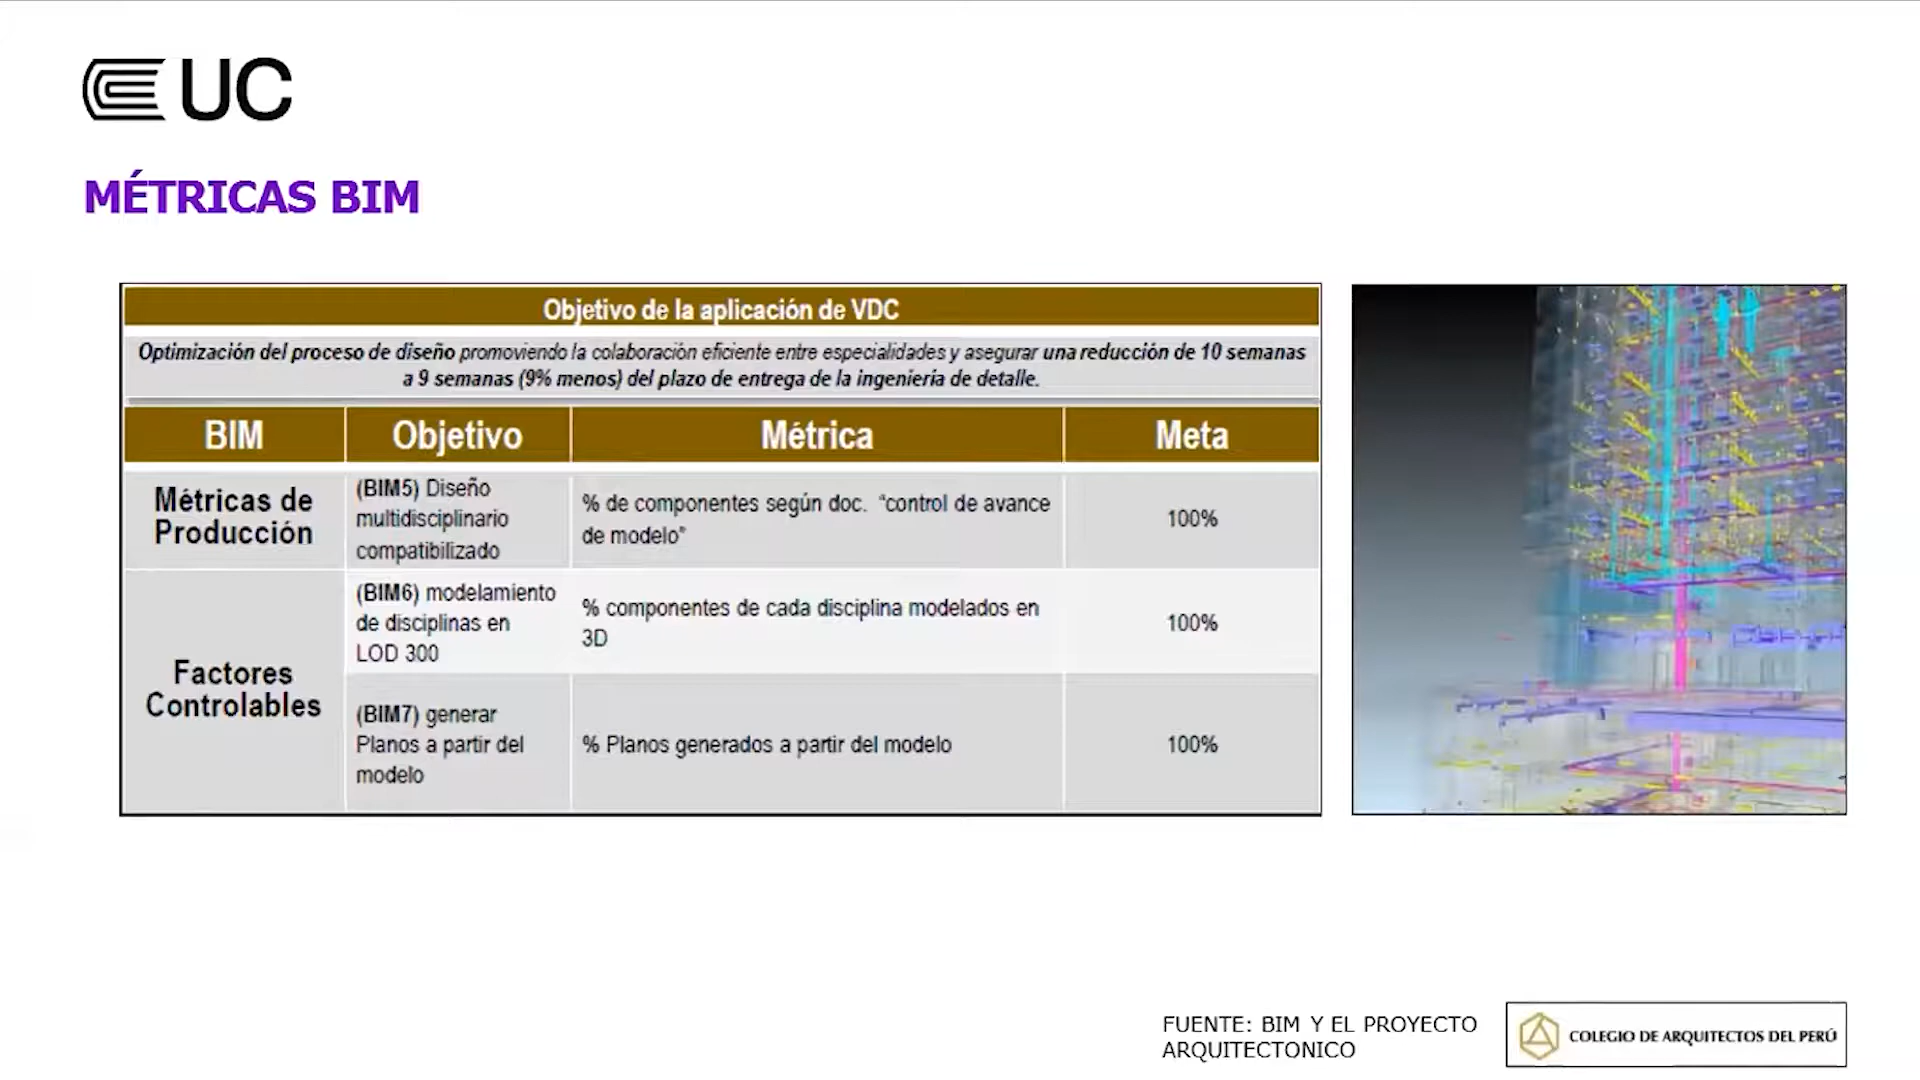 UC
MÉTRICAS BIM
Objetivo de la aplicación de VDC
Optimización del proceso de diseño promoviendo la colaboración eficiente entre especialidades y asegurar una reducción de 10 semanas
a 9 semanas (9% menos) del plazo de entrega de la ingeniería de detalle.
BIM Objetivo Métrica Meta
Métricas de
Producción
(BIM5) Diseño
multidisciplinario
compatibilizado
% de componentes según doc. “control de avance
de modelo”
100%
Factores
Controlables
(BIM6) modelamiento
de disciplinas en
LOD 300
% componentes de cada disciplina modelados en
3D
100%
(BIM7) generar
Planos a partir del
modelo
% Planos generados a partir del modelo
100%
FUENTE: BIM Y EL PROYECTO
ARQUITECTONICO
COLEGIO DE ARQUITECTOS DEL PERÚ